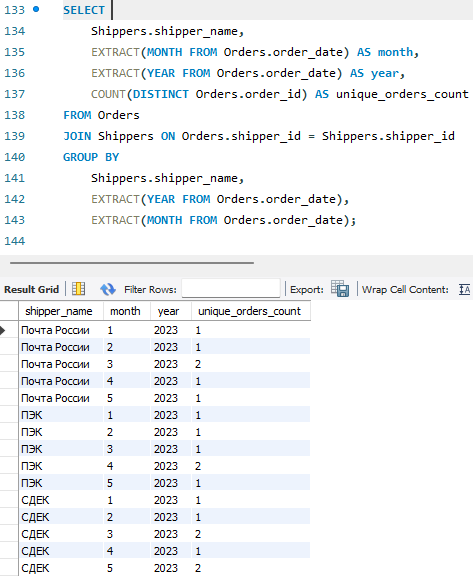 133 SELECT
134 Shippers.shipper_name,
135 EXTRACT(MONTH FROM Orders.order_date) AS month,
136 EXTRACT(YEAR FROM Orders.order_date) AS year,
137 COUNT(DISTINCT Orders.order_id) AS unique_orders_count
138 FROM Orders
139 JOIN Shippers ON Orders.shipper_id = Shippers.shipper_id
140 GROUP BY
141 Shippers.shipper_name,
142 EXTRACT(YEAR FROM Orders.order_date),
143 EXTRACT(MONTH FROM Orders.order_date);
144
Result Grid Filter Rows: Export: Wrap Cell Content:
shipper_name month year unique_orders_count
Почта России 1 2023 1
Почта России 2 2023 1
Почта России 3 2023 2
Почта России 4 2023 1
Почта России 5 2023 1
ПЭК 1 2023 1
ПЭК 2 2023 1
ПЭК 3 2023 1
ПЭК 4 2023 2
ПЭК 5 2023 1
СДЕК 1 2023 1
СДЕК 2 2023 1
СДЕК 3 2023 2
СДЕК 4 2023 1
СДЕК 5 2023 2